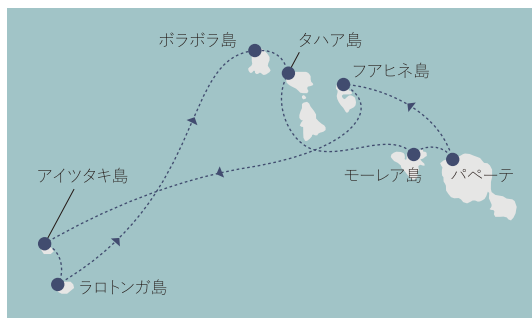 ボラボラ島
タハア島
フアヒネ島
アイツタキ島
モーレア島
パペーテ
ラロトンガ島